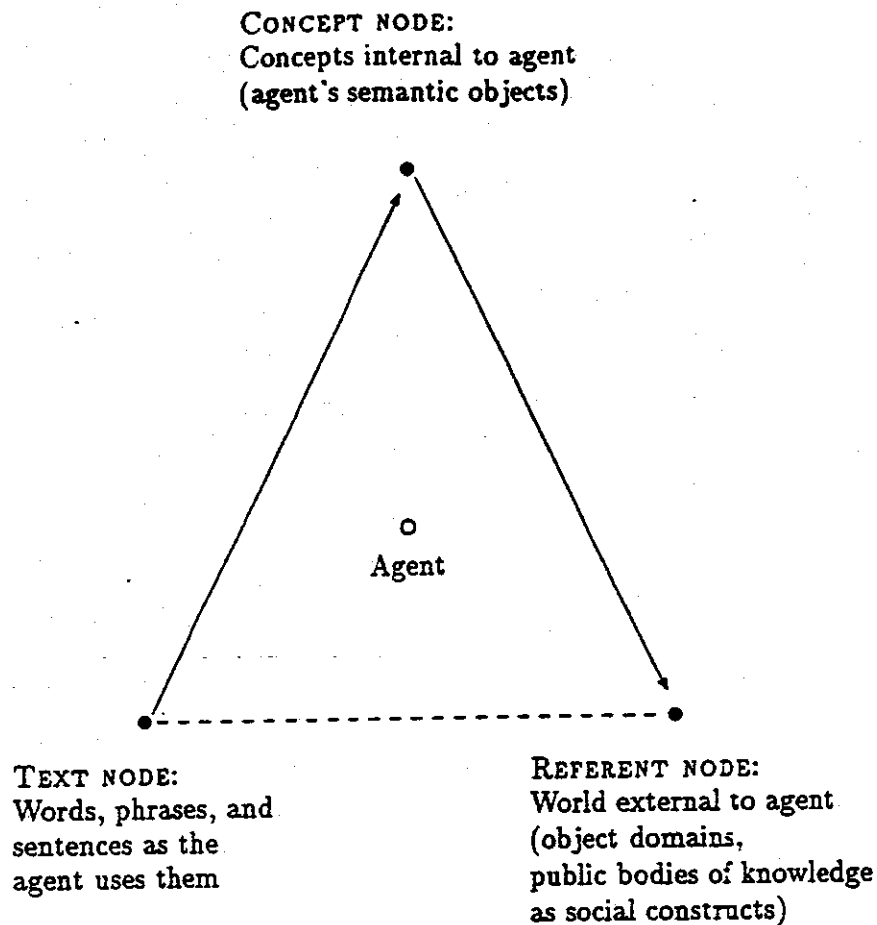 CONCEPT NODE:
Concepts internal to agent
(agent's semantic objects)
Agent
TEXT NODE:
Words, phrases, and
sentences as the
agent uses them
REFERENT NODE:
World external to agent
(object domains,
public bodies of knowledge
as social constructs)